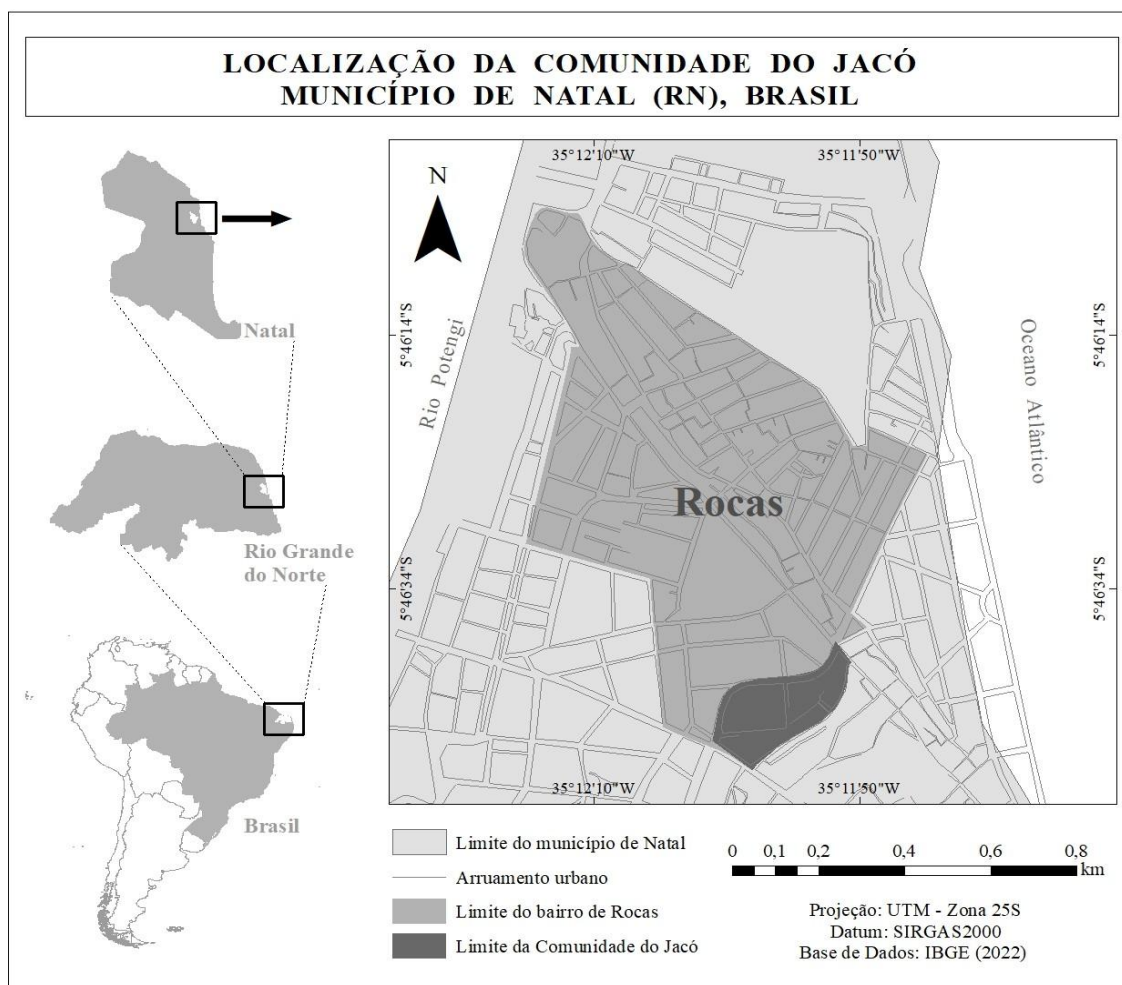 LOCALIZAÇÃO DA COMUNIDADE DO JACÓ
MUNICÍPIO DE NATAL (RN), BRASIL
Natal
Rio Grande
do Norte
Brasil
35°12'10"W
35°11'50"W
N
5°46'14"S
5°46'14"S
Rio Potengi
Oceano Atlântico
Rocas
5°46'34"S
5°46'34"S
35°12'10"W
35°11'50"W
Limite do município de Natal
Arruamento urbano
Limite do bairro de Rocas
Limite da Comunidade do Jacó
0 0,1 0,2 0,4 0,6 0,8
km
Projeção: UTM - Zona 25S
Datum: SIRGAS2000
Base de Dados: IBGE (2022)